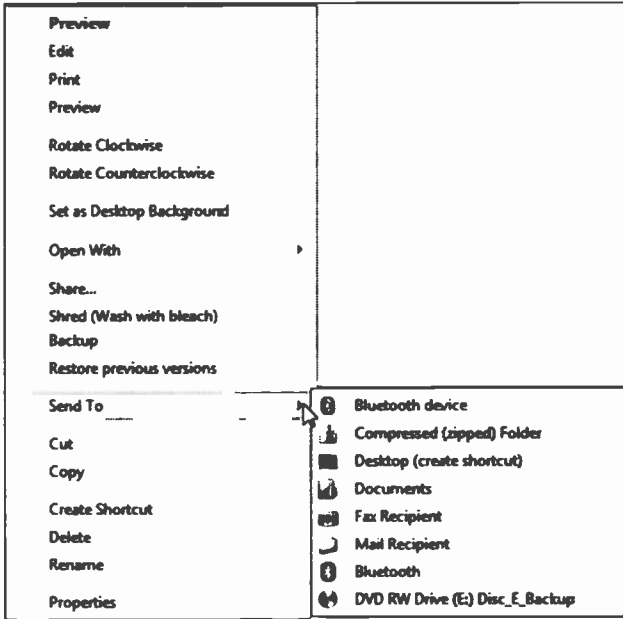 Preview
Edit
Print
Preview
Rotate Clockwise
Rotate Counterclockwise
Set as Desktop Background
Open With
Share...
Shred (Wash with bleach)
Backup
Restore previous versions
Send To
Cut
Copy
Create Shortcut
Delete
Rename
Properties
Bluetooth device
Compressed (zipped) Folder
Desktop (create shortcut)
Documents
Fax Recipient
Mail Recipient
Bluetooth
DVD RW Drive (E:) Disc_E_Backup